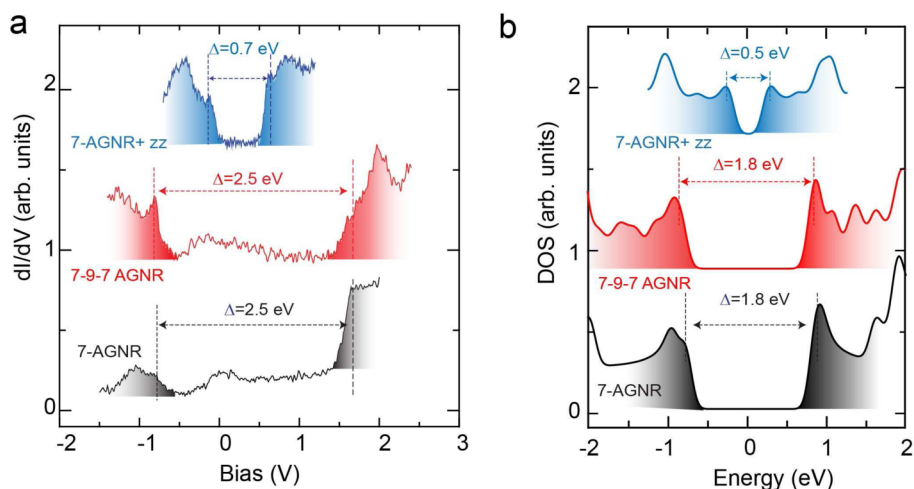 a
dI/dV (arb. units)
2
1
0
Δ=0.7 eV
7-AGNR+ zz
Δ=2.5 eV
7-9-7 AGNR
Δ=2.5 eV
7-AGNR
-2 -1 0 1 2 3
Bias (V)
b
DOS (arb. units)
2
1
0
Δ=0.5 eV
7-AGNR+ zz
Δ=1.8 eV
7-9-7 AGNR
Δ=1.8 eV
7-AGNR
-2 -1 0 1 2
Energy (eV)